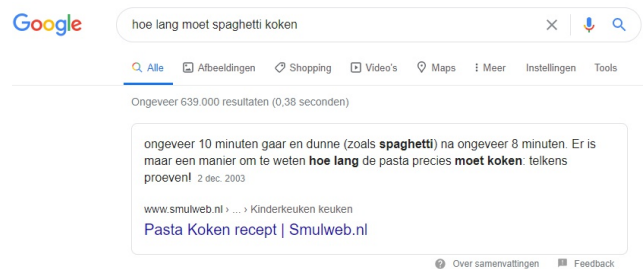 Google
hoe lang moet spaghetti koken
Alle Afbeeldingen Shopping Video's Maps Meer Instellingen Tools
Ongeveer 639.000 resultaten (0,38 seconden)
ongeveer 10 minuten gaar en dunne (zoals spaghetti) na ongeveer 8 minuten. Er is
maar een manier om te weten hoe lang de pasta precies moet koken: telkens
proeven! 2 dec. 2003
www.smulweb.nl › ... › Kinderkeuken keuken
Pasta Koken recept | Smulweb.nl
Over samenvattingen Feedback